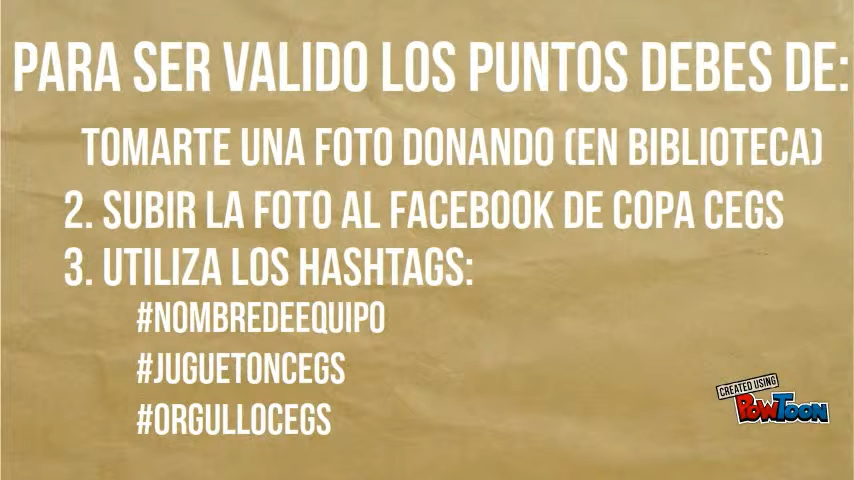 PARA SER VALIDO LOS PUNTOS DEBES DE:
TOMARTE UNA FOTO DONANDO (EN BIBLIOTECA)
2. SUBIR LA FOTO AL FACEBOOK DE COPA CEGS
3. UTILIZA LOS HASHTAGS:
#NOMBREDEEQUIPO
#JUGUETONCEGS
#ORGULLOCEGS
CREATED USING
POWTOON